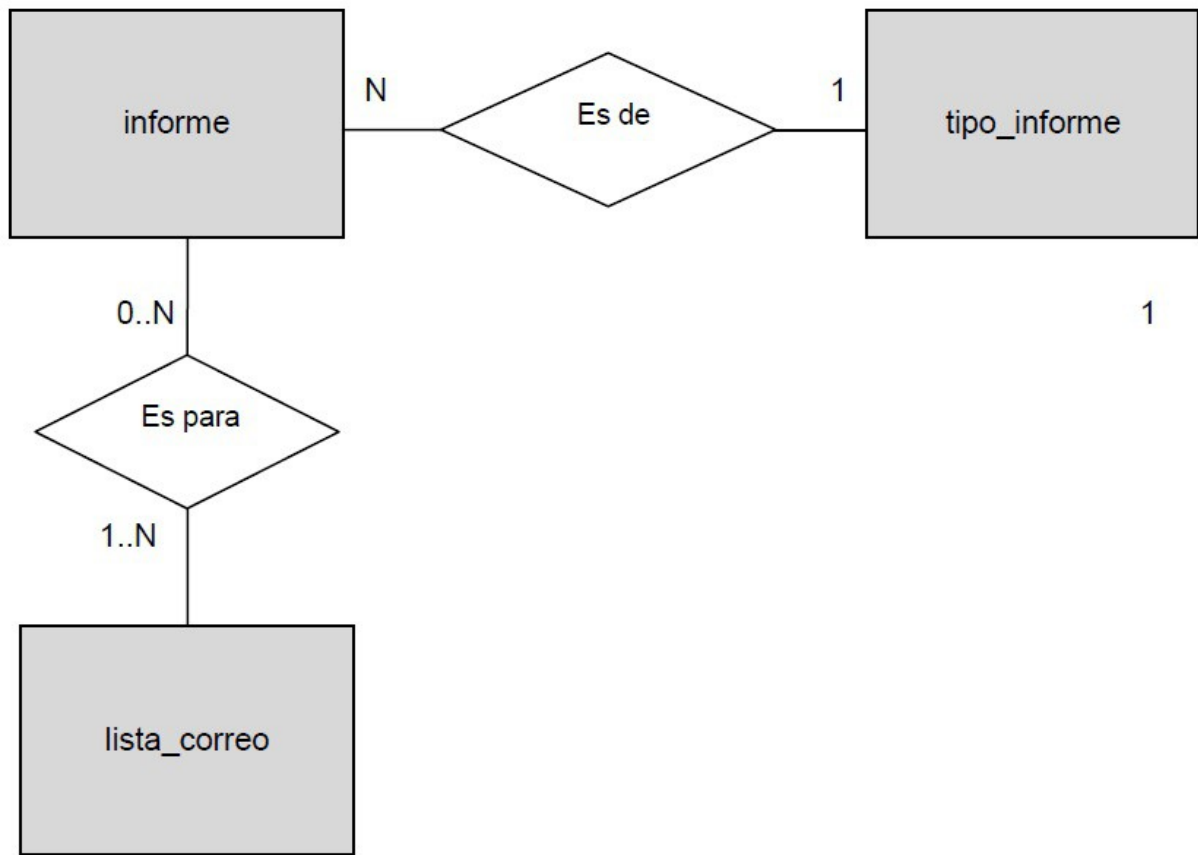 informe
N
Es de
1
tipo_informe
0..N
1
Es para
1..N
lista_correo